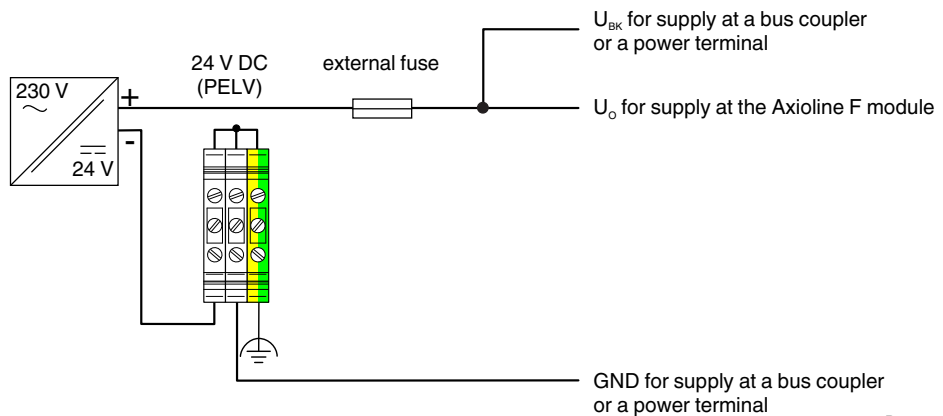 U_BK for supply at a bus coupler
or a power terminal
24 V DC
(PELV)
external fuse
230 V
+
U_O for supply at the Axioline F module
-
24 V
GND for supply at a bus coupler
or a power terminal